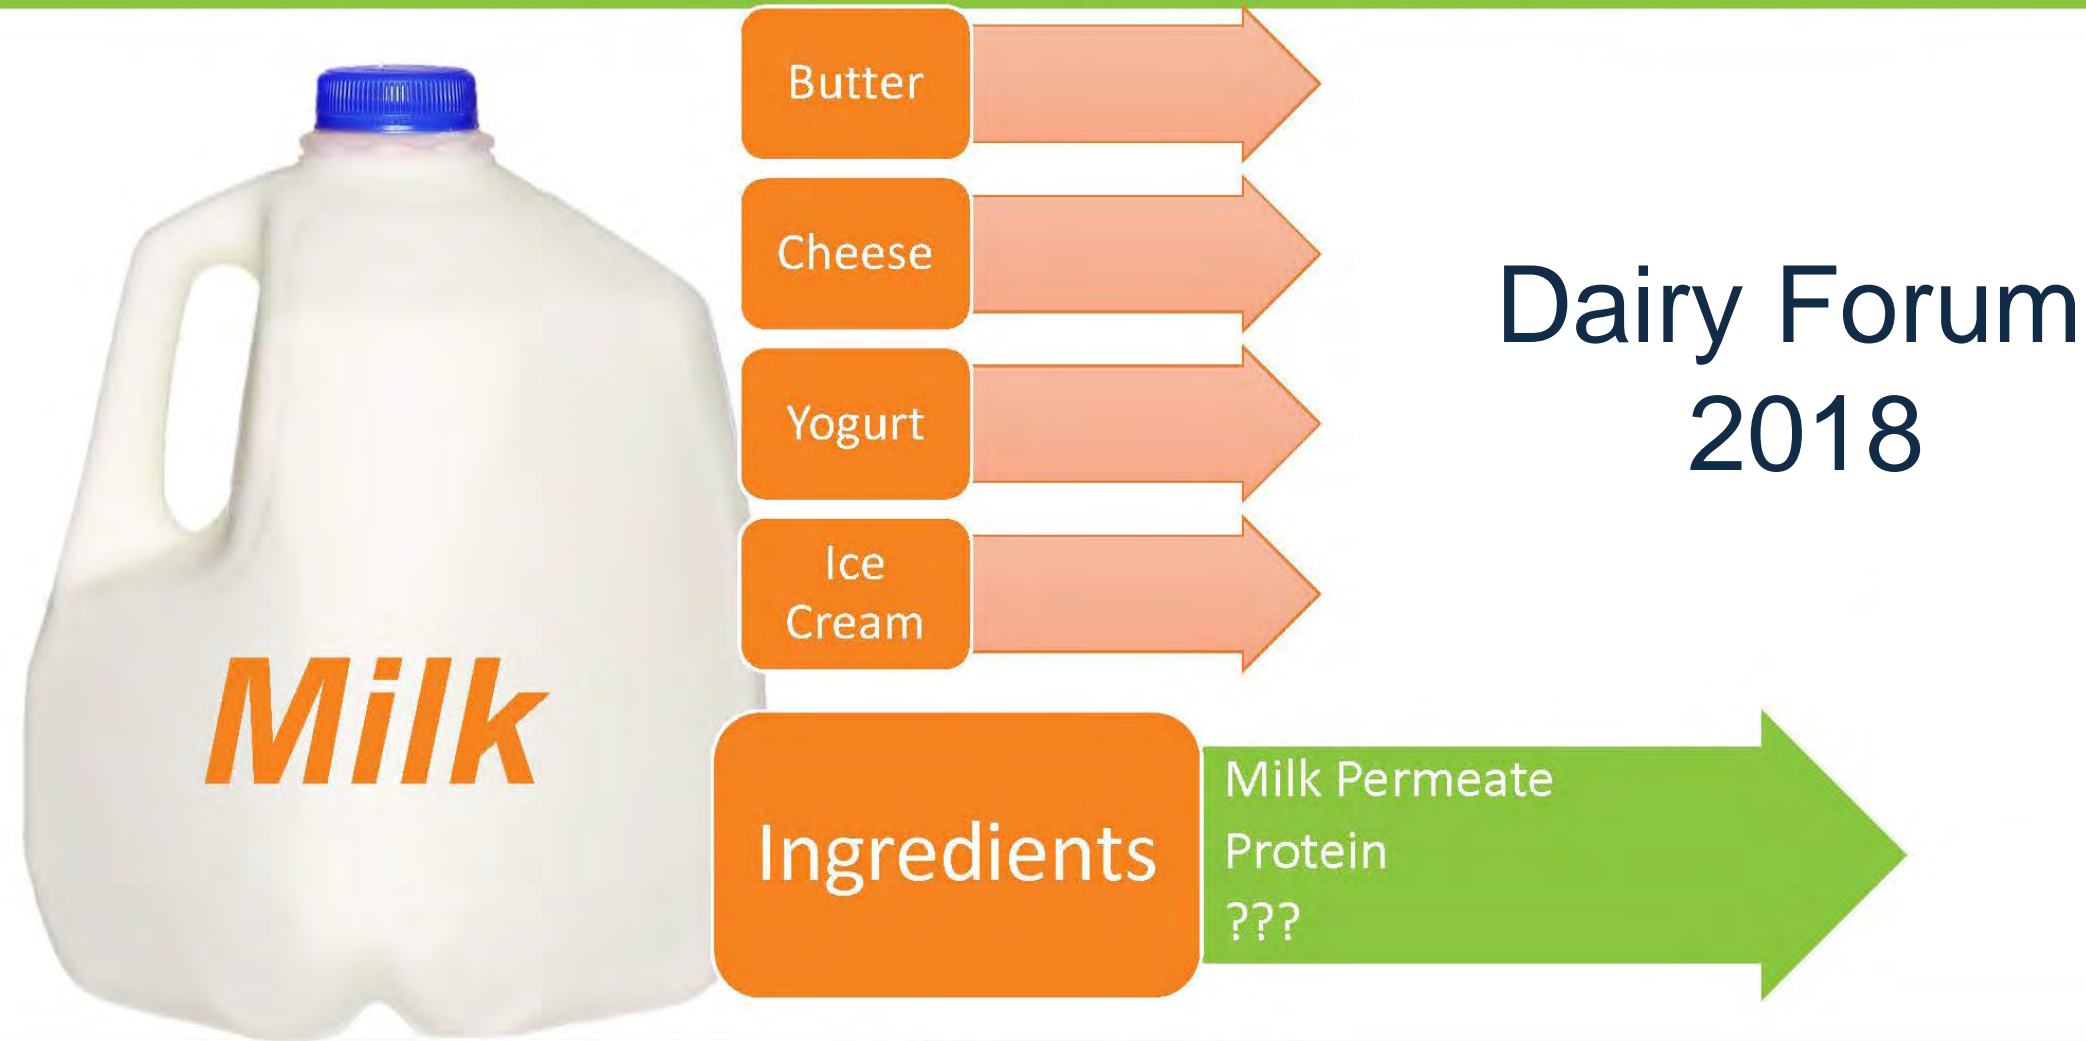 Butter
Cheese
Yogurt
Ice
Cream
Dairy Forum
2018
Milk
Ingredients
Milk Permeate
Protein
???